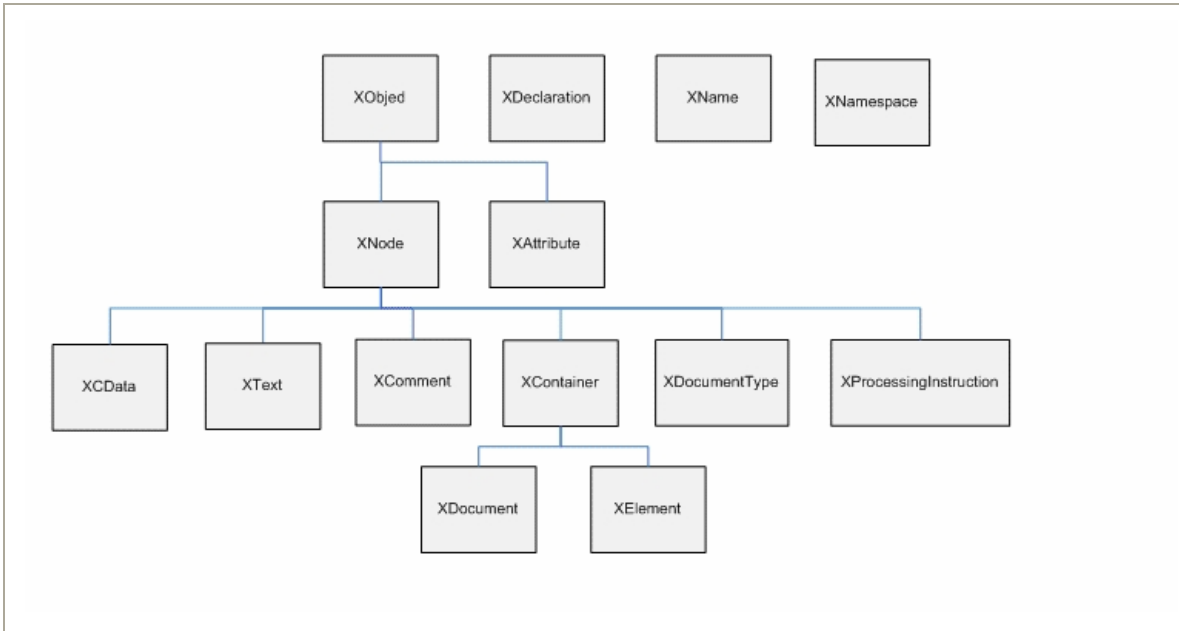 XObjed
XDeclaration
XName
XNamespace
XNode
XAttribute
XCData
XText
XComment
XContainer
XDocumentType
XProcessingInstruction
XDocument
XElement